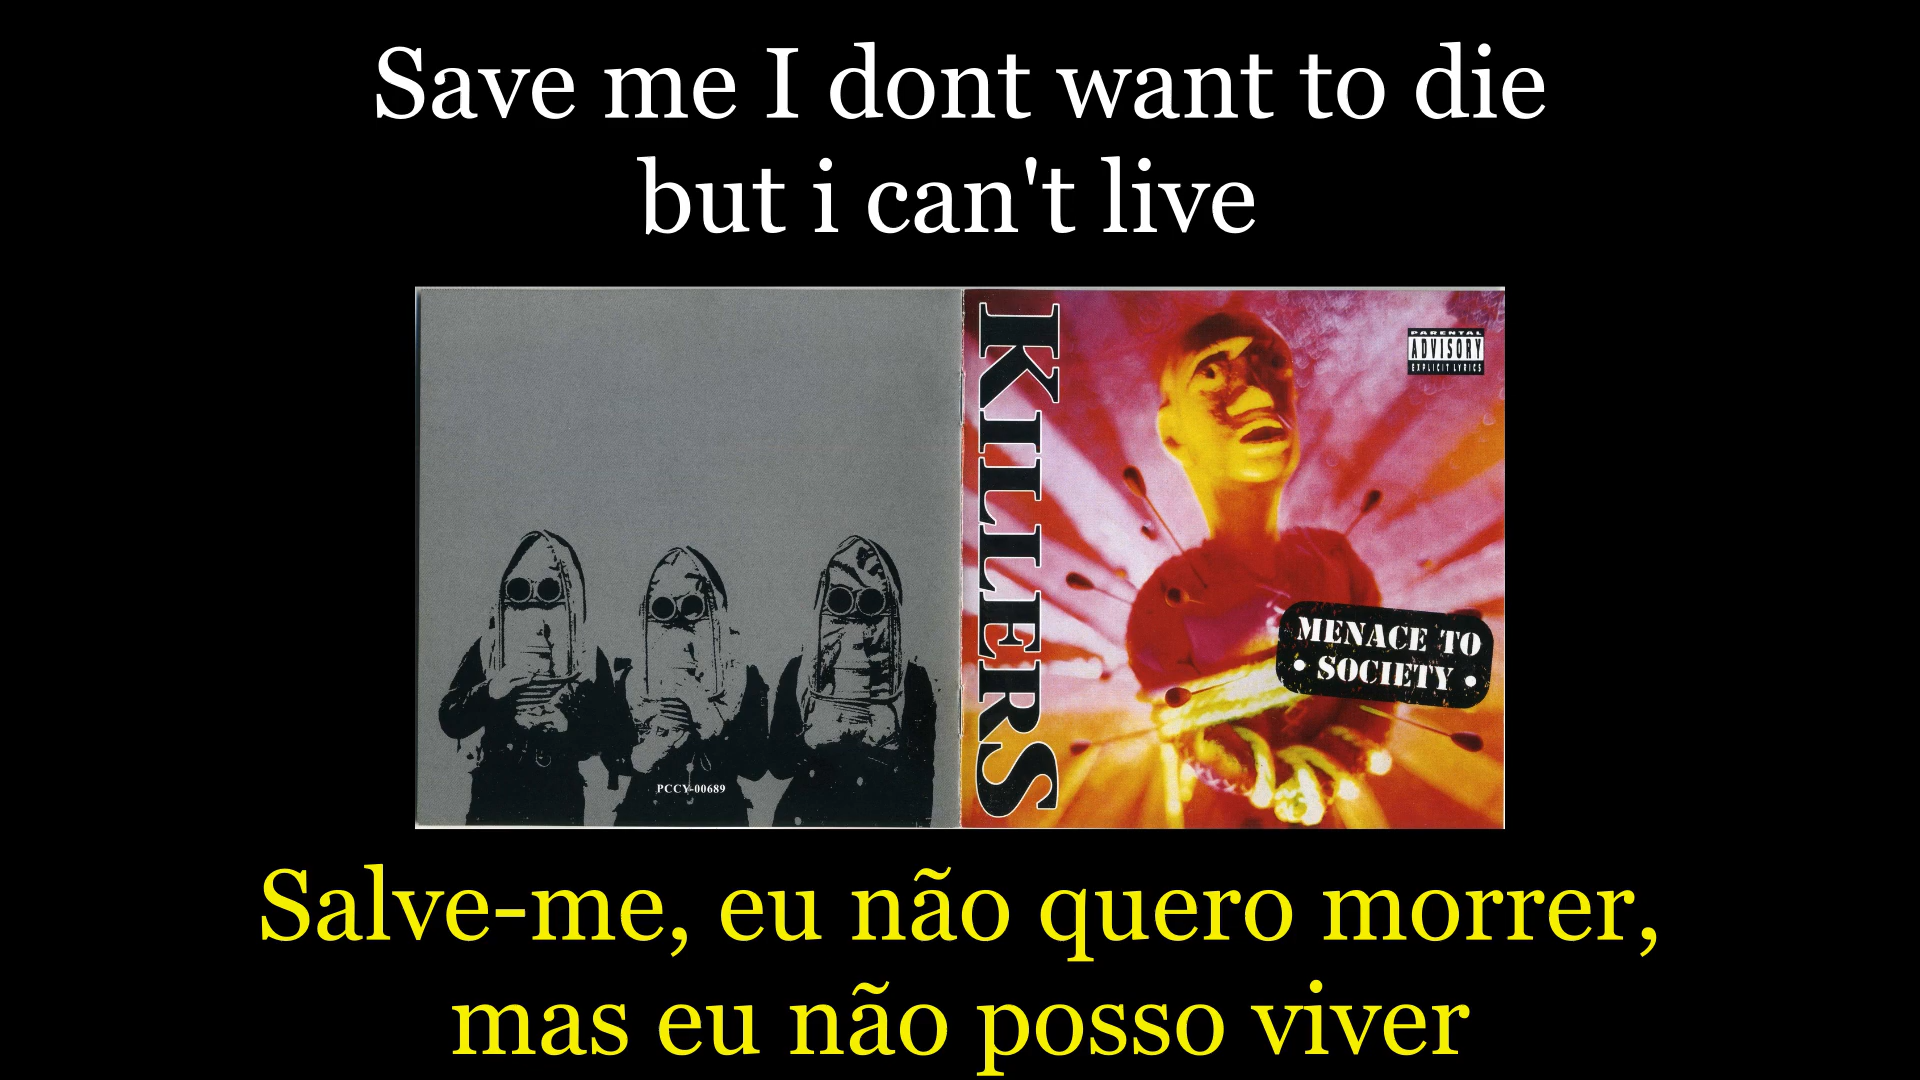 Save me I dont want to die
but i can't live
KILLERS
PARENTAL
ADVISORY
EXPLICIT LYRICS
MENACE TO
• SOCIETY •
PCCY-00689
Salve-me, eu não quero morrer,
mas eu não posso viver